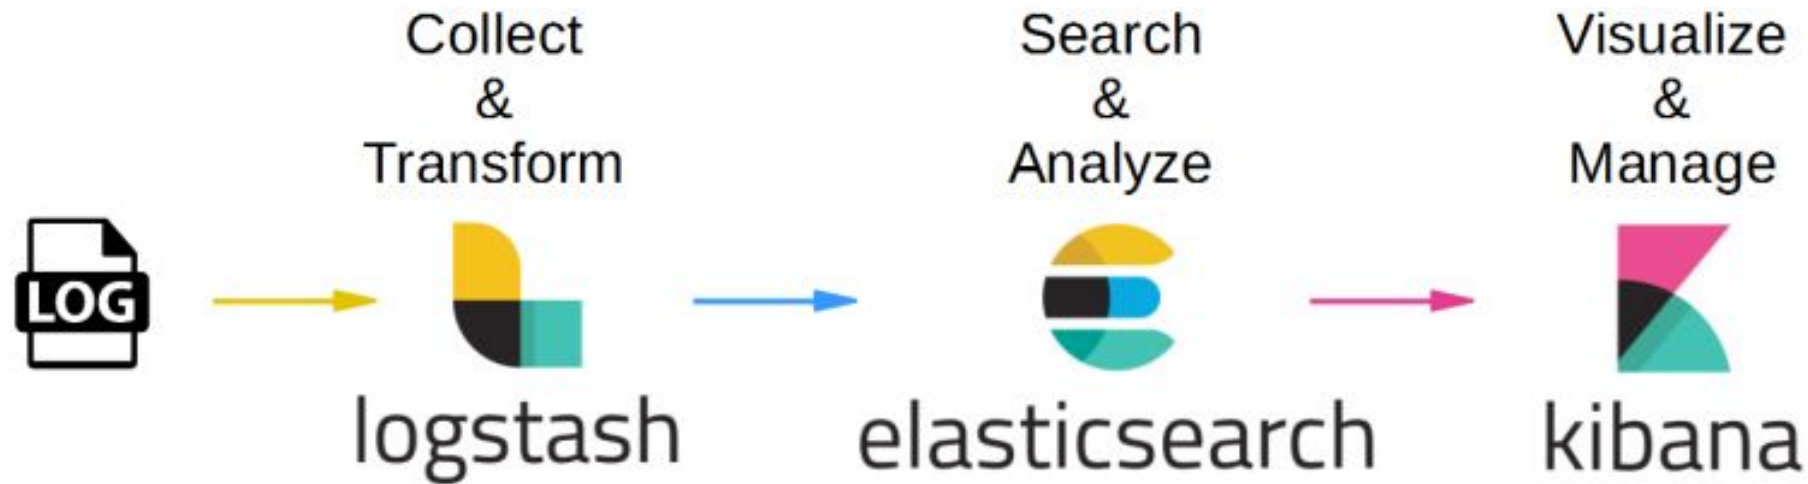 Collect
&
Transform
Search
&
Analyze
Visualize
&
Manage
LOG
logstash
elasticsearch
kibana